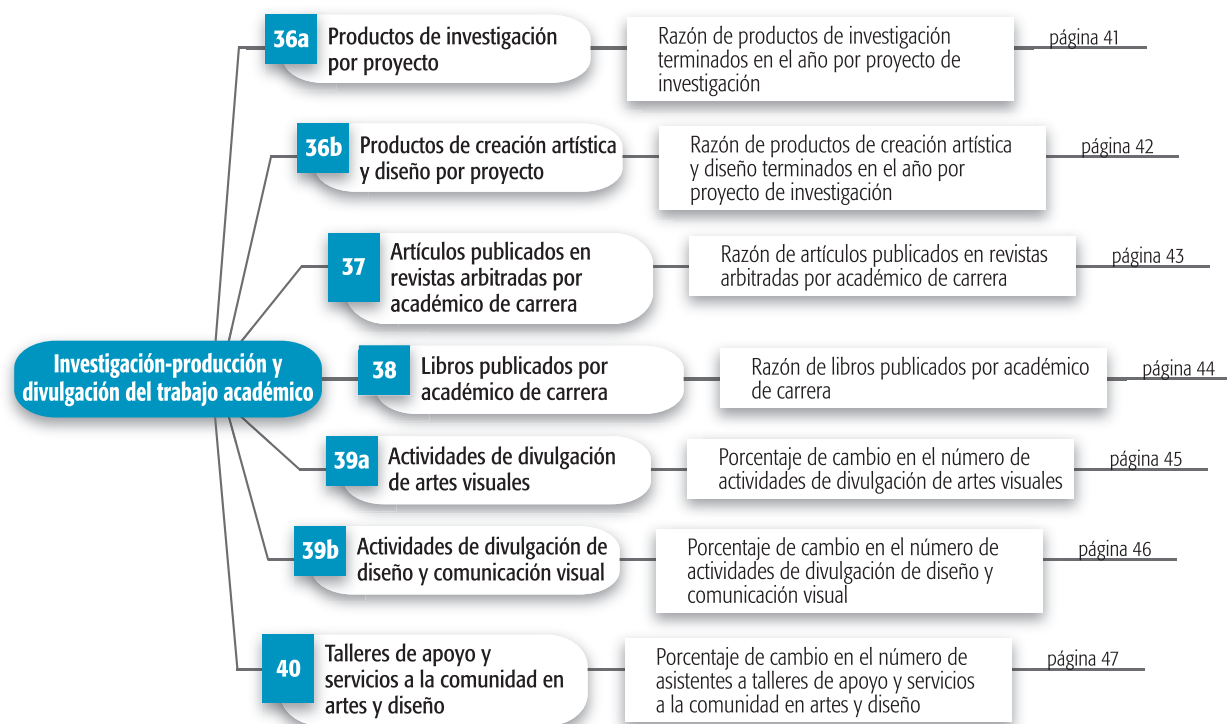 36a
Productos de investigación
por proyecto
Razón de productos de investigación
terminados en el año por proyecto de
investigación
página 41
36b
Productos de creación artística
y diseño por proyecto
Razón de productos de creación artística
y diseño terminados en el año por
proyecto de investigación
página 42
37
Artículos publicados en
revistas arbitradas por
académico de carrera
Razón de artículos publicados en revistas
arbitradas por académico de carrera
página 43
Investigación-producción y
divulgación del trabajo académico
38
Libros publicados por
académico de carrera
Razón de libros publicados por académico
de carrera
página 44
39a
Actividades de divulgación
de artes visuales
Porcentaje de cambio en el número de
actividades de divulgación de artes visuales
página 45
39b
Actividades de divulgación de
diseño y comunicación visual
Porcentaje de cambio en el número de
actividades de divulgación de diseño y
comunicación visual
página 46
40
Talleres de apoyo y
servicios a la comunidad en
artes y diseño
Porcentaje de cambio en el número de
asistentes a talleres de apoyo y servicios
a la comunidad en artes y diseño
página 47